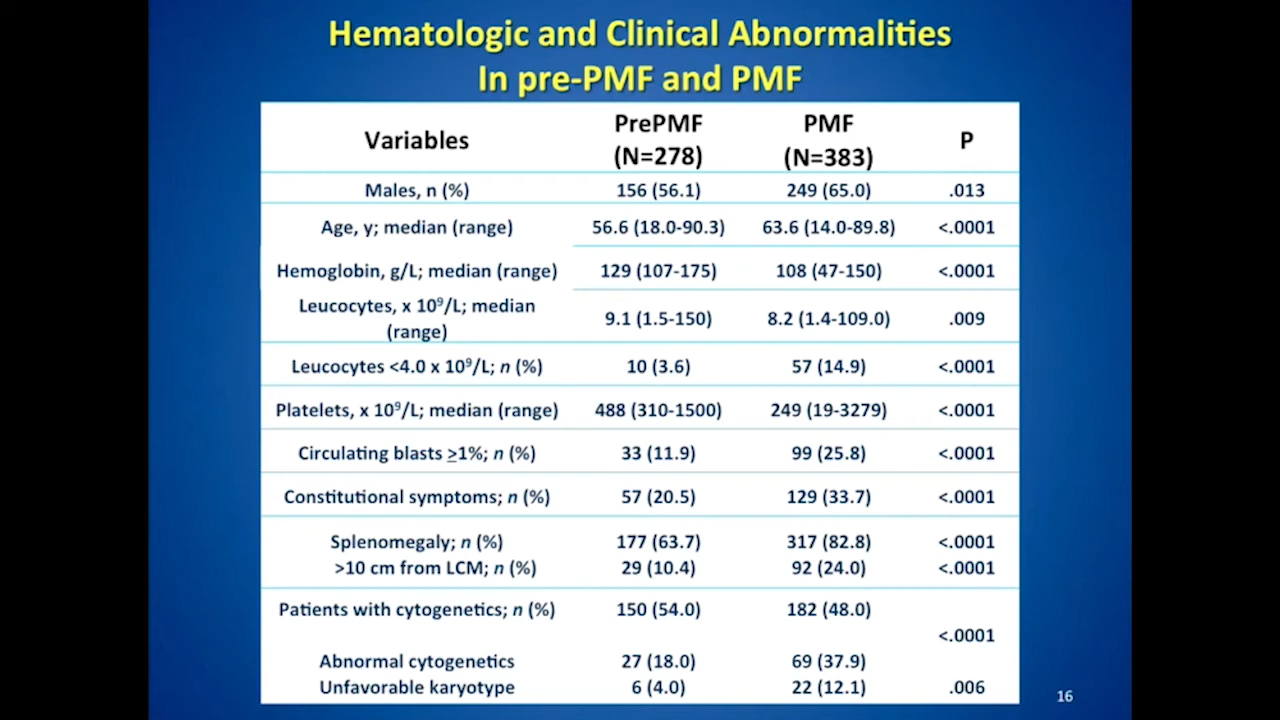 Hematologic and Clinical Abnormalities
In pre-PMF and PMF
Variables PrePMF (N=278) PMF (N=383) P
Males, n (%) 156 (56.1) 249 (65.0) .013
Age, y; median (range) 56.6 (18.0-90.3) 63.6 (14.0-89.8) <.0001
Hemoglobin, g/L; median (range) 129 (107-175) 108 (47-150) <.0001
Leucocytes, x 10⁹/L; median (range) 9.1 (1.5-150) 8.2 (1.4-109.0) .009
Leucocytes <4.0 x 10⁹/L; n (%) 10 (3.6) 57 (14.9) <.0001
Platelets, x 10⁹/L; median (range) 488 (310-1500) 249 (19-3279) <.0001
Circulating blasts ≥1%; n (%) 33 (11.9) 99 (25.8) <.0001
Constitutional symptoms; n (%) 57 (20.5) 129 (33.7) <.0001
Splenomegaly; n (%) 177 (63.7) 317 (82.8) <.0001
>10 cm from LCM; n (%) 29 (10.4) 92 (24.0) <.0001
Patients with cytogenetics; n (%) 150 (54.0) 182 (48.0)
<.0001
Abnormal cytogenetics 27 (18.0) 69 (37.9)
Unfavorable karyotype 6 (4.0) 22 (12.1) .006
16